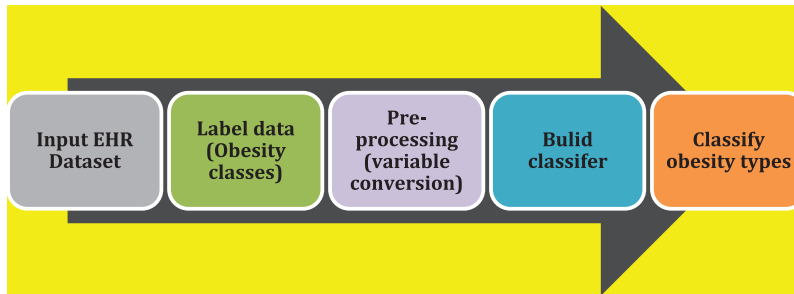 Input EHR
Dataset
Label data
(Obesity
classes)
Pre-
processing
(variable
conversion)
Bulid
classifer
Classify
obesity types